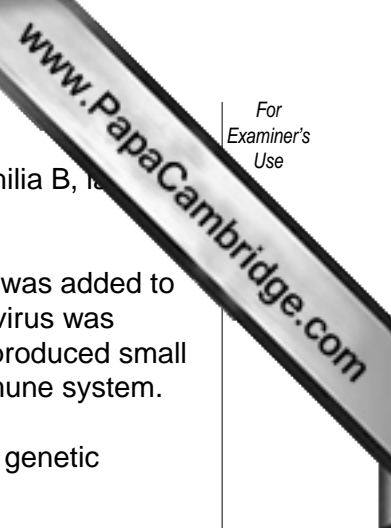 For
Examiner's
Use
www.PapaCambridge.com
hilia B,
was added to
virus was
produced small
mune system.
genetic